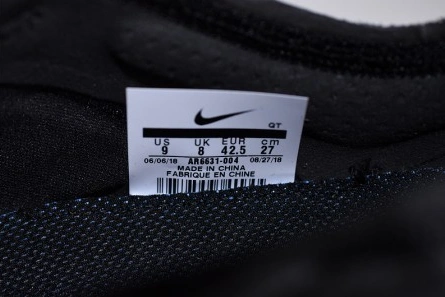 QT
US UK EUR cm
9 8 42.5 27
06/06/18 AR6631-004 08/27/18
MADE IN CHINA
FABRIQUÉ EN CHINE